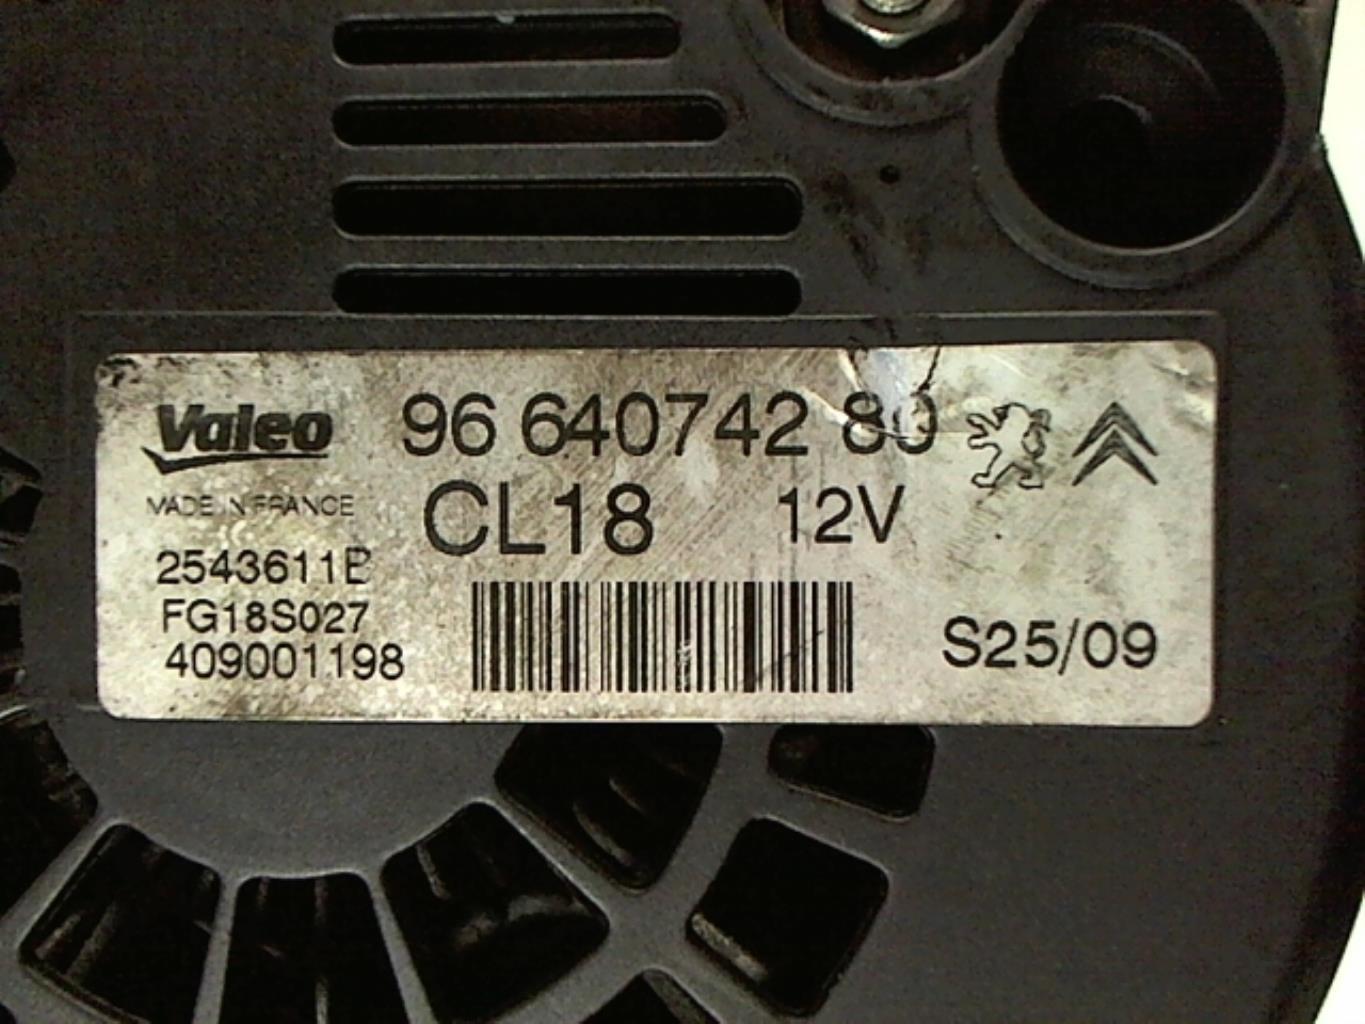 Valeo
96 640742 80
MADE IN FRANCE
CL18 12V
2543611B
FG18S027
409001198
S25/09